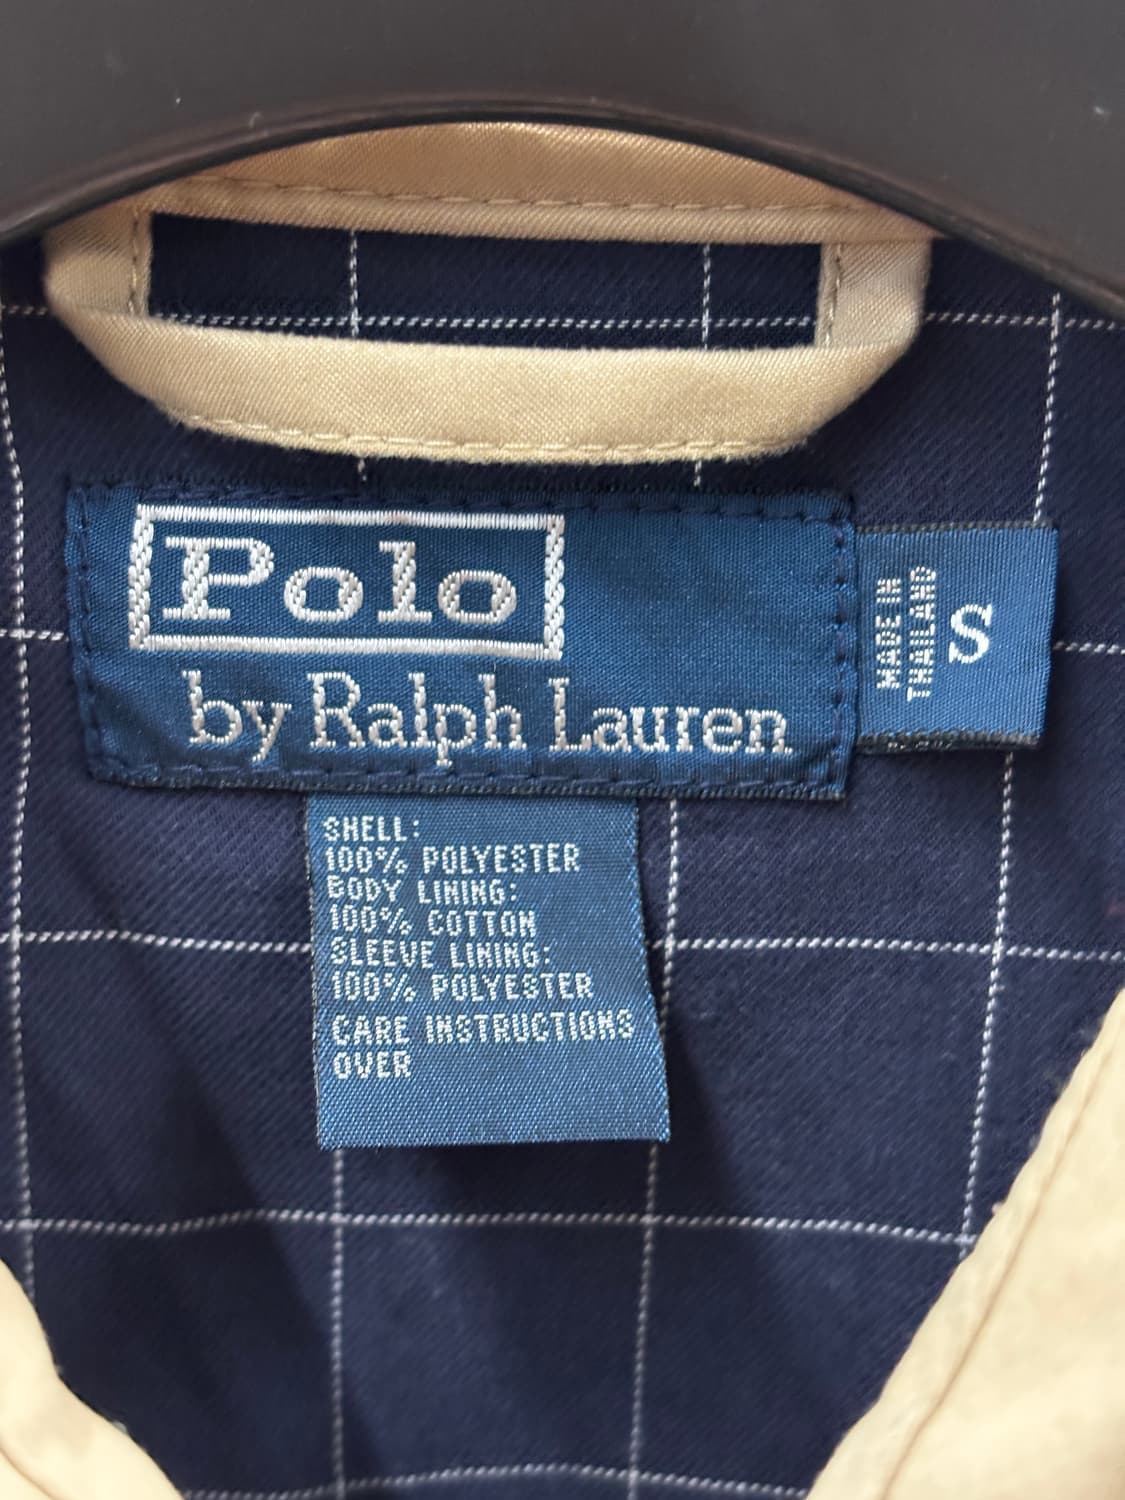 Polo
by Ralph Lauren
MADE IN
THAILAND
S
SHELL:
100% POLYESTER
BODY LINING:
100% COTTON
SLEEVE LINING:
100% POLYESTER
CARE INSTRUCTIONS
OVER